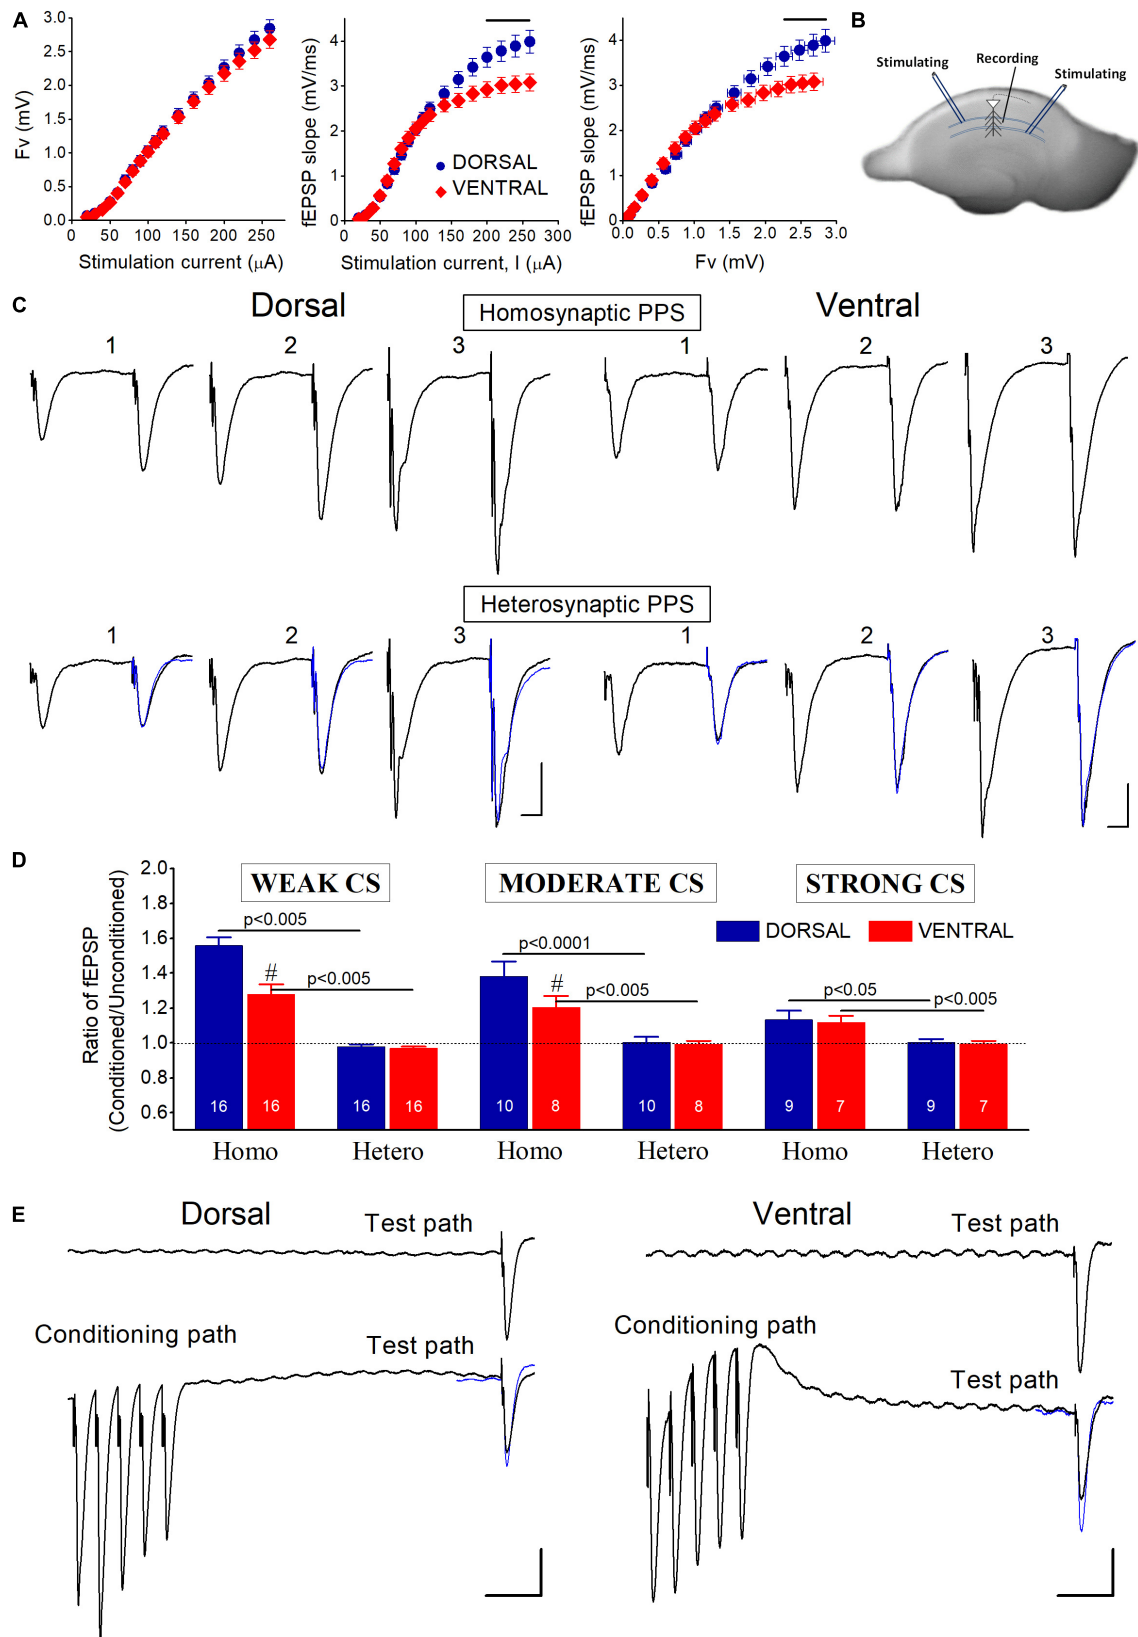 A
3.0
2.5
2.0
1.5
1.0
0.5
0.0
Fv (mV)
0 50 100 150 200 250
Stimulation current (μA)
4
3
2
1
0
fEPSP slope (mV/ms)
DORSAL
VENTRAL
0 50 100 150 200 250 300
Stimulation current, I (μA)
4
3
2
1
0
fEPSP slope (mV/ms)
0.0 0.5 1.0 1.5 2.0 2.5 3.0
Fv (mV)
B
Stimulating
Recording
Stimulating
C
Dorsal
Homosynaptic PPS
Ventral
1 2 3 1 2 3
Heterosynaptic PPS
1 2 3 1 2 3
D
2.0
1.8
1.6
1.4
1.2
1.0
0.8
0.6
Ratio of fEPSP
(Conditioned/Unconditioned)
WEAK CS
MODERATE CS
STRONG CS
DORSAL
VENTRAL
p<0.005
#
p<0.005
p<0.0001
#
p<0.005
p<0.05
p<0.005
16 16 16 16 10 8 10 8 9 7 9 7
Homo Hetero Homo Hetero Homo Hetero
E
Dorsal
Test path
Ventral
Test path
Conditioning path
Test path
Conditioning path
Test path